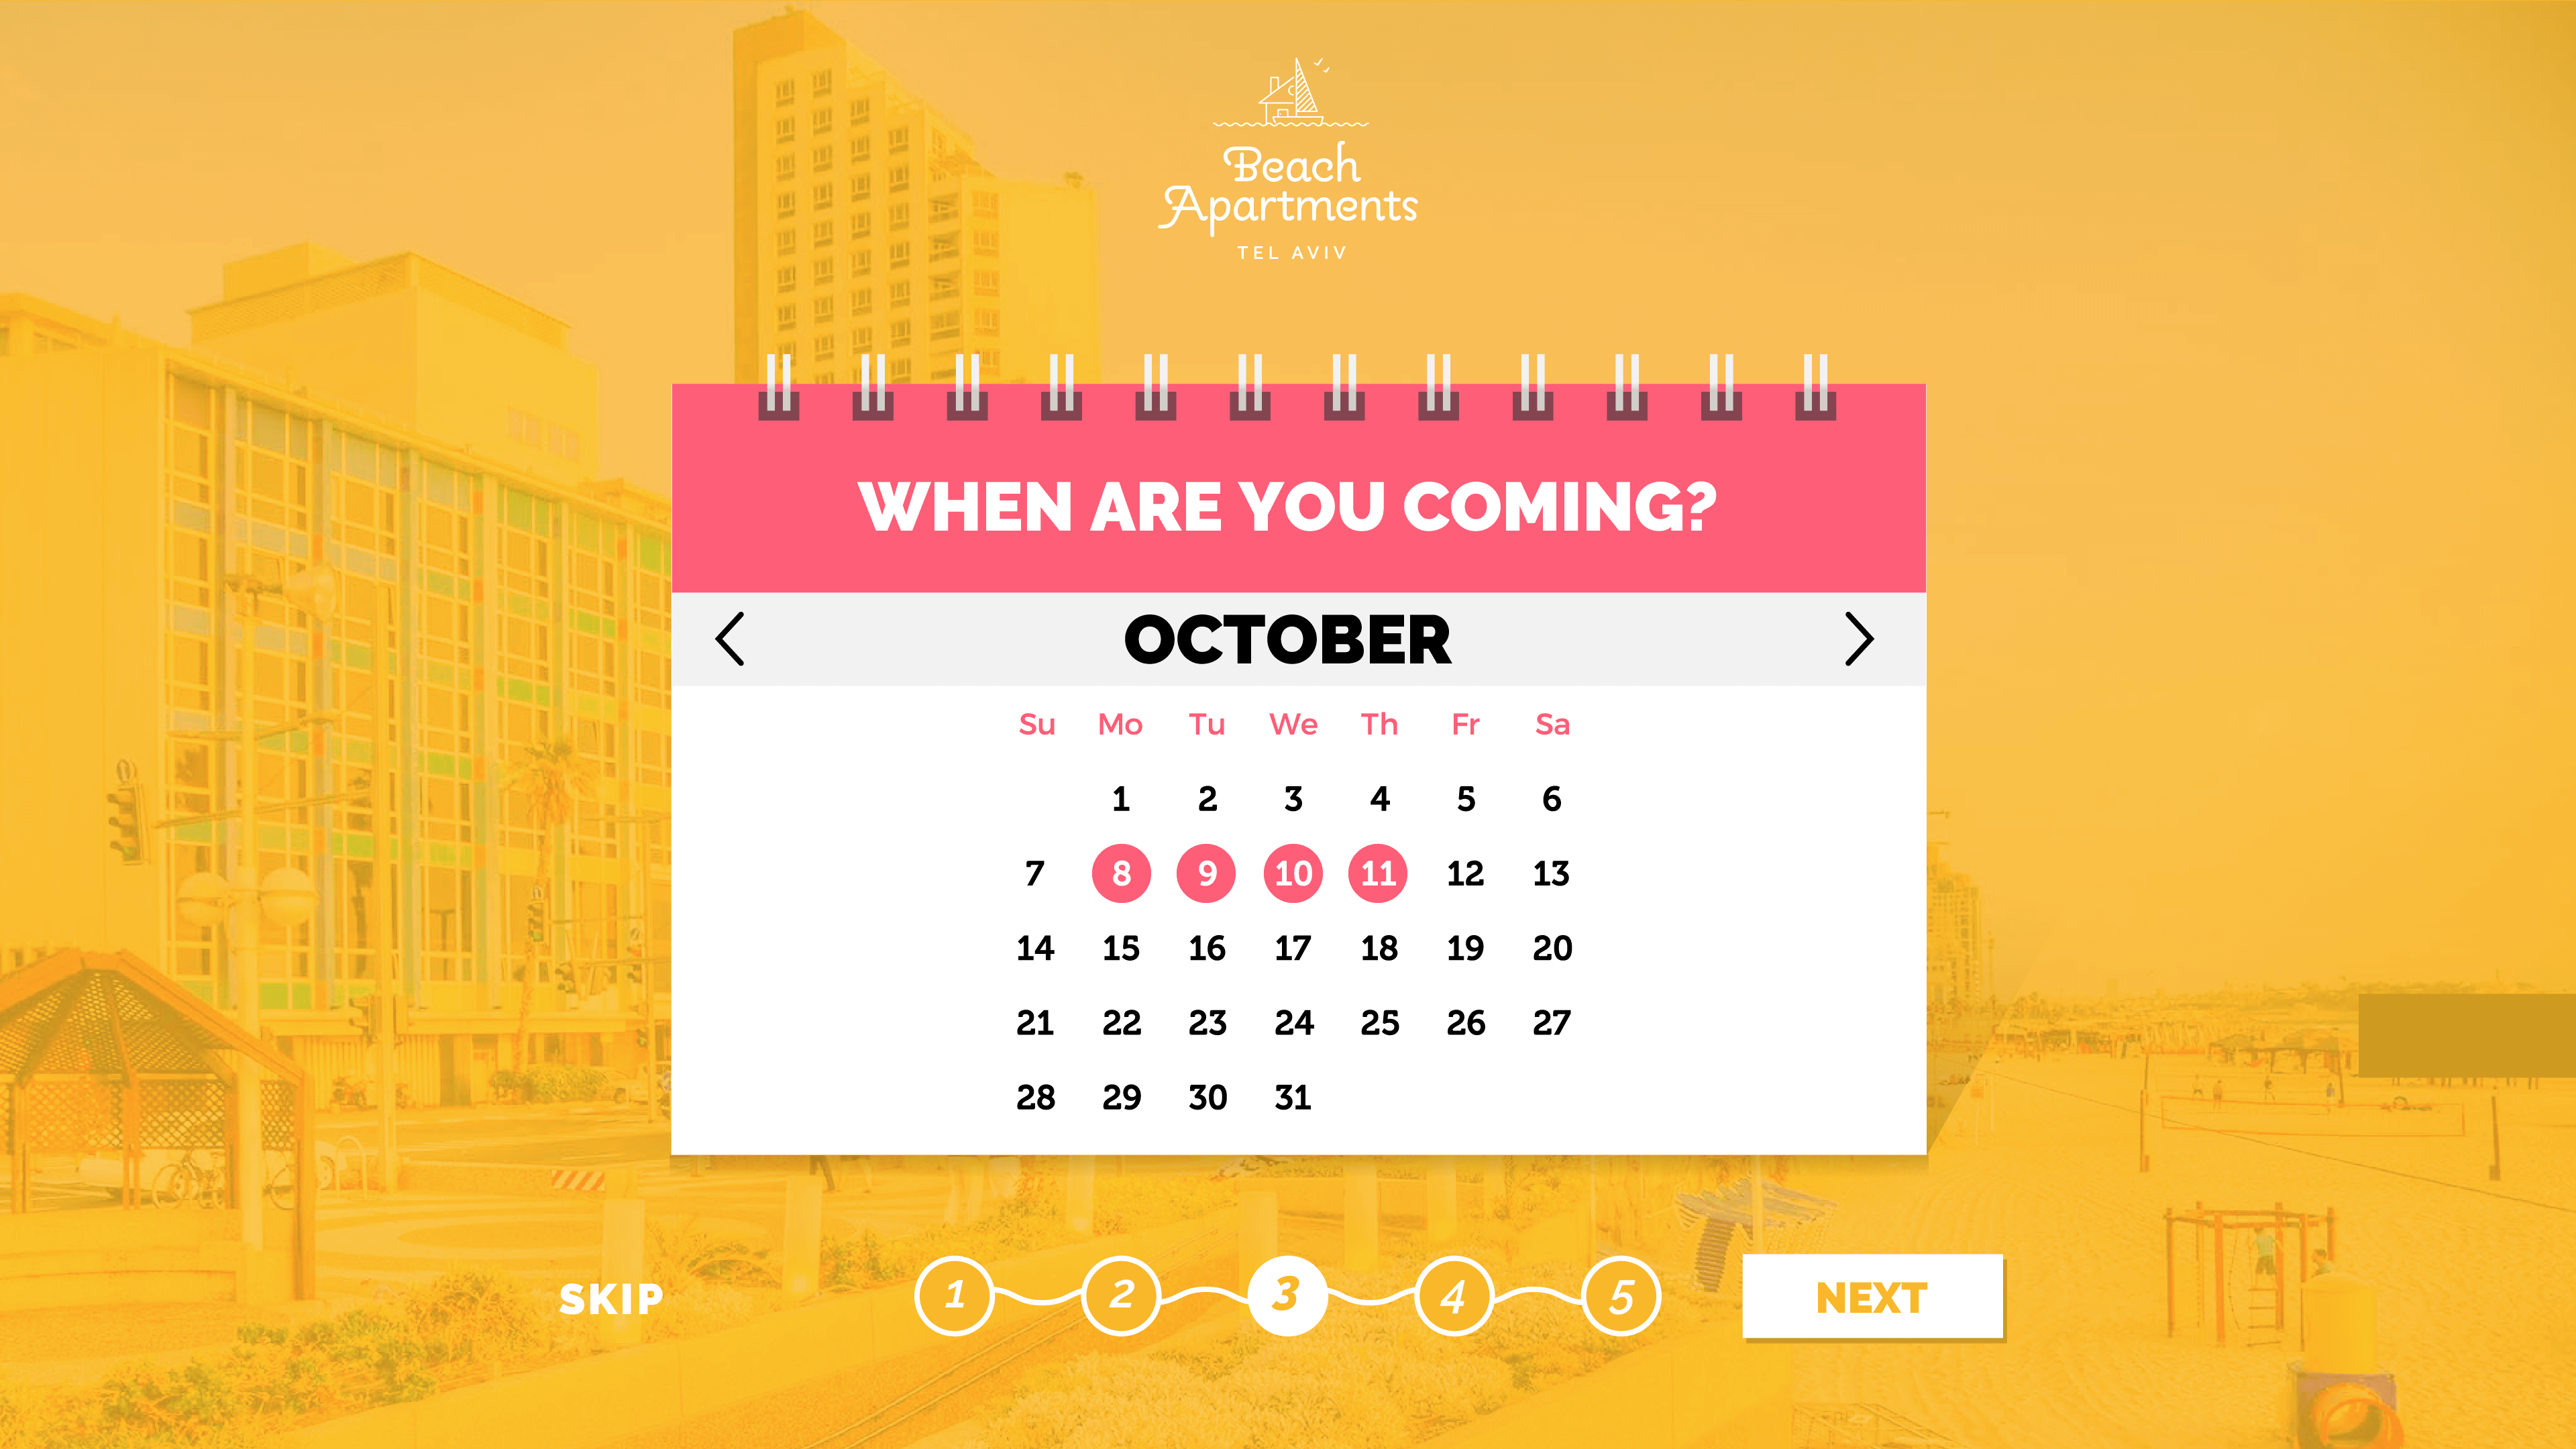 Beach
Apartments
TEL AVIV
WHEN ARE YOU COMING?
OCTOBER
Su Mo Tu We Th Fr Sa
1 2 3 4 5 6
7 8 9 10 11 12 13
14 15 16 17 18 19 20
21 22 23 24 25 26 27
28 29 30 31
SKIP 1 2 3 4 5 NEXT